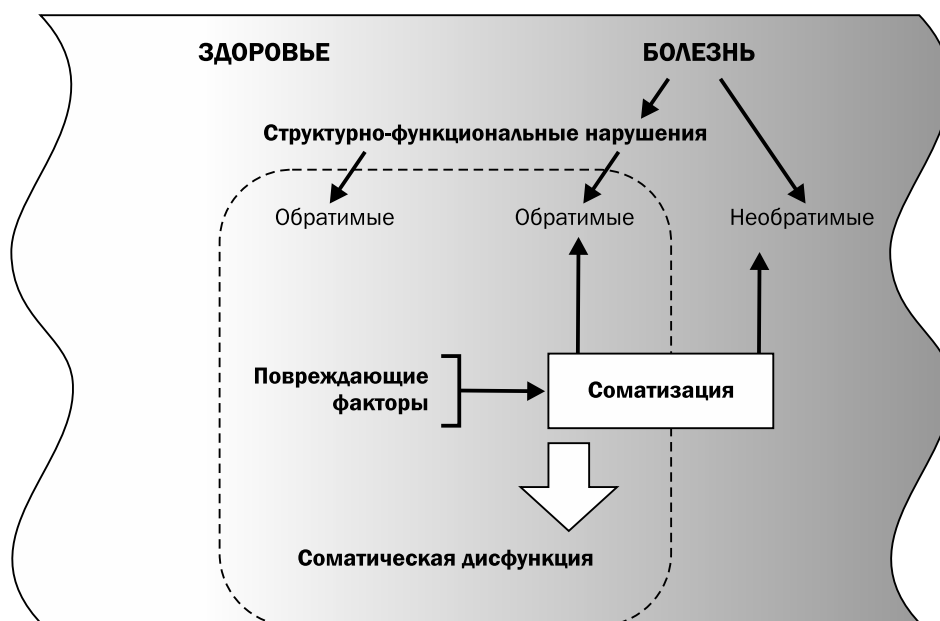 ЗДОРОВЬЕ
БОЛЕЗНЬ
Структурно-функциональные нарушения
Обратимые
Обратимые
Необратимые
Повреждающие
факторы
Соматизация
Соматическая дисфункция